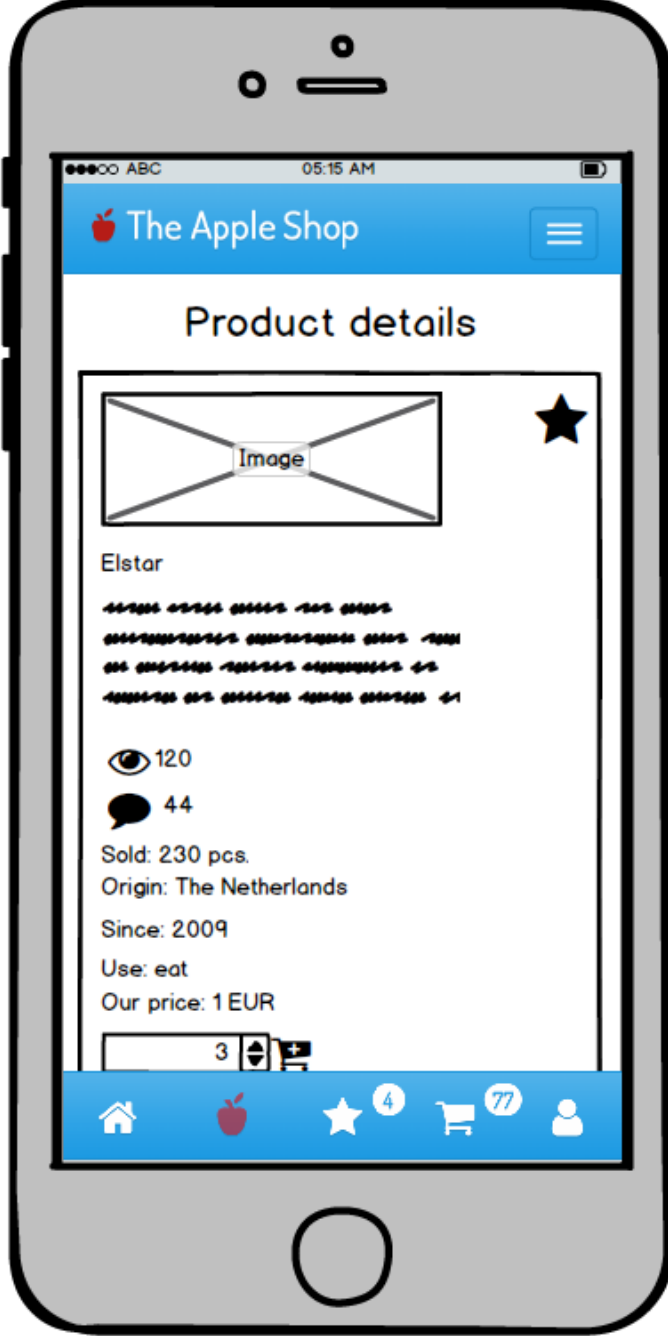 ABC 05:15 AM
The Apple Shop
Product details
Image
Elstar
120
44
Sold: 230 pcs.
Origin: The Netherlands
Since: 2009
Use: eat
Our price: 1 EUR
3
4 77